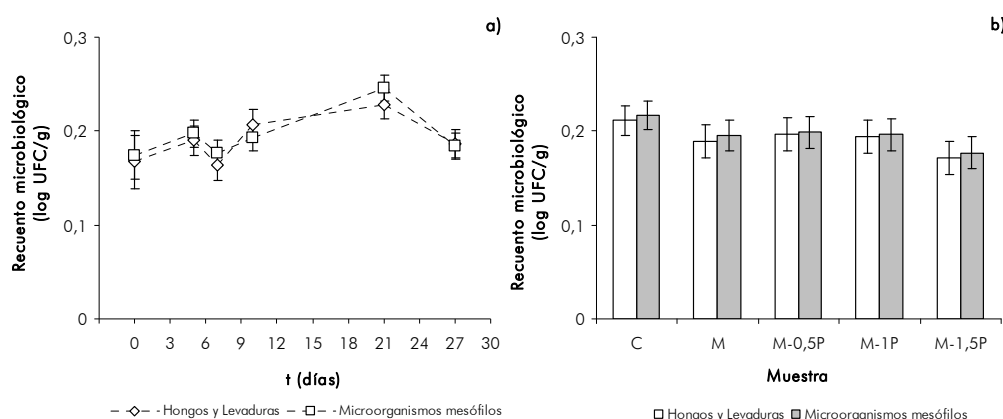 a)
0,3
0,2
0,1
0
Recuento microbiológico
(log UFC/g)
0 3 6 9 12 15 18 21 24 27 30
t (días)
Hongos y Levaduras Microorganismos mesófilos
b)
0,3
0,2
0,1
0
Recuento microbiológico
(log UFC/g)
C M M-0,5P M-1P M-1,5P
Muestra
Hongos y Levaduras Microorganismos mesófilos